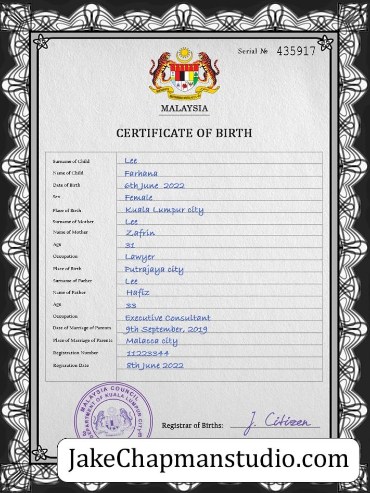 Serial № 435917
MALAYSIA
CERTIFICATE OF BIRTH
Surname of Child Lee
Name of Child Farhana
Date of Birth 6th June 2022
Sex Female
Place of Birth Kuala Lumpur city
Surname of Mother Lee
Name of Mother Zafrin
Age 31
Occupation Lawyer
Place of Birth Putrajaya city
Surname of Father Lee
Name of Father Hafiz
Age 33
Occupation Executive Consultant
Date of Marriage of Parents 9th September, 2019
Place of Marriage of Parents Malacca city
Registration Number 11223344
Registration Date 8th June 2022
MALAYSIA COUNCIL
DEPARTMENT OF KUALA LUMPUR CITY
Registrar of Births: J. Citizen
JakeChapmanstudio.com